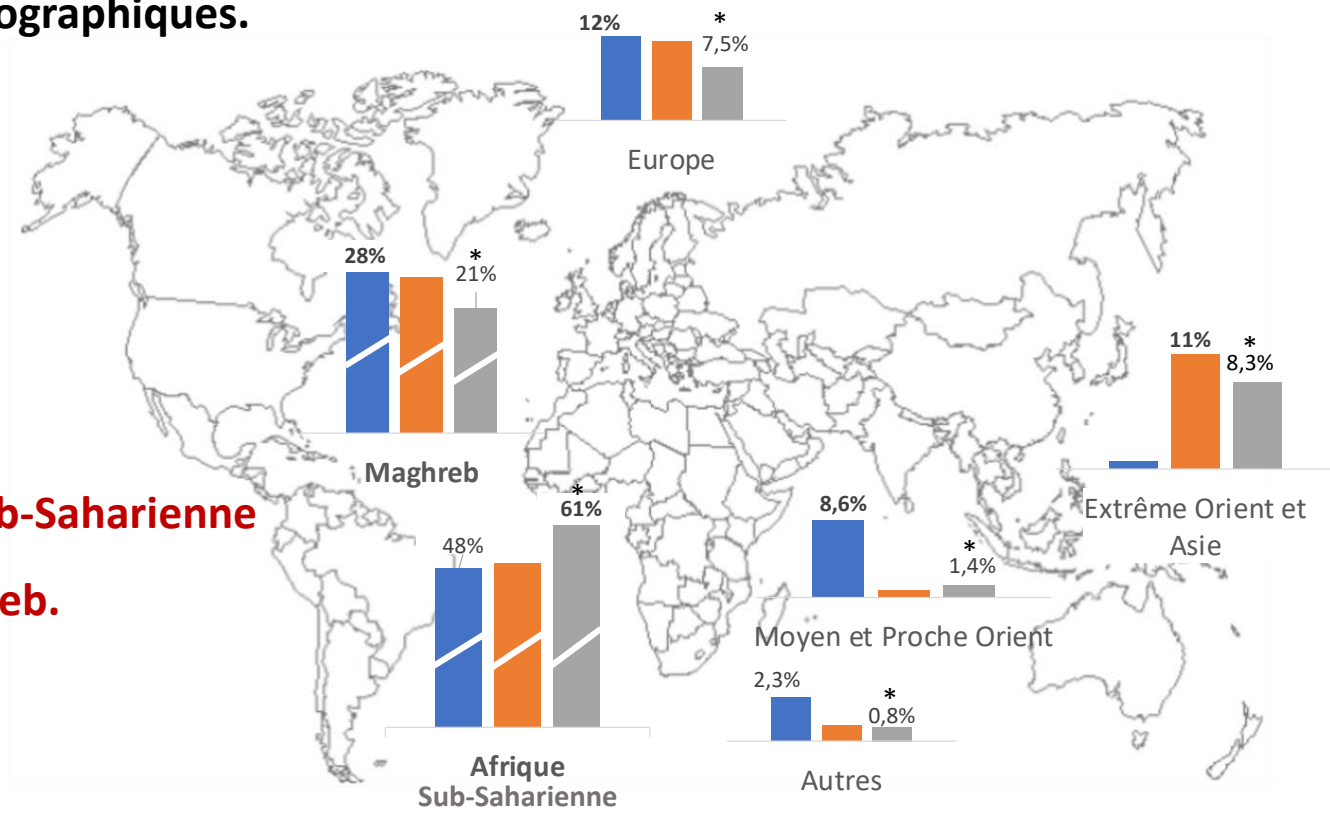 ographiques.
12%
*
7,5%
Europe
28%
*
21%
Maghreb
11%
*
8,3%
Extrême Orient et
Asie
b-Saharienne
eb.
48%
*
61%
Afrique
Sub-Saharienne
8,6%
*
1,4%
Moyen et Proche Orient
2,3%
*
0,8%
Autres